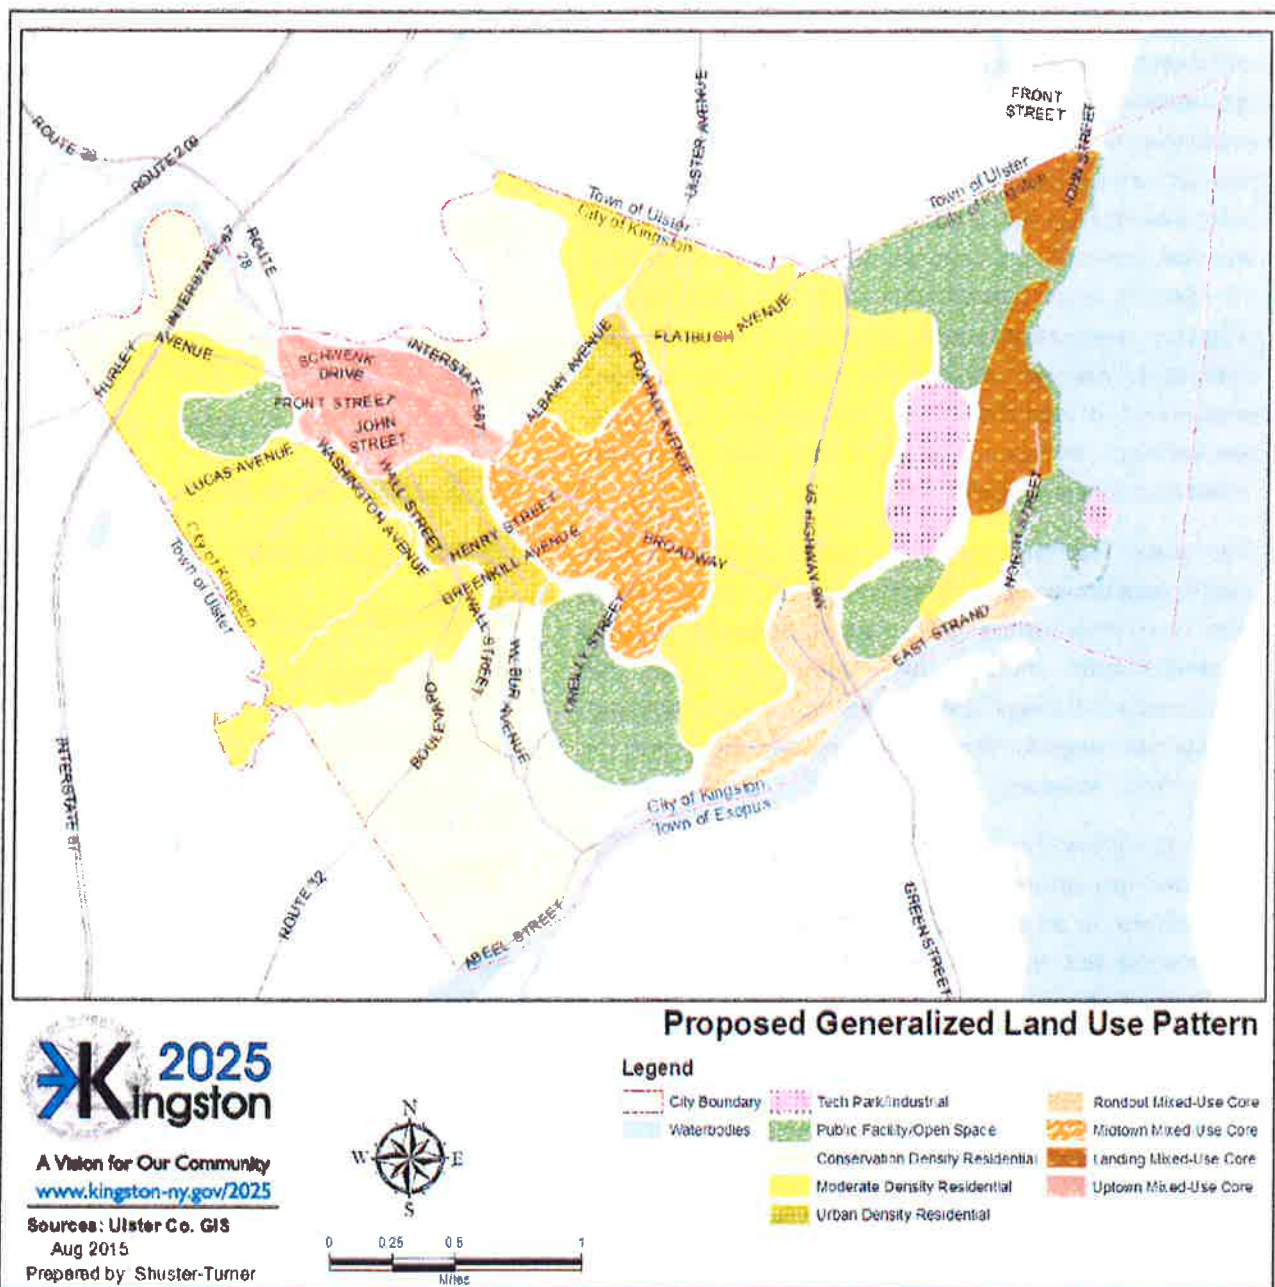 FRONT
STREET
JOHN STREET
ULSTER AVENUE
ROUTE 28
ROUTE 209
Town of Ulster
City of Kingston
Town of Ulster
City of Kingston
INTERSTATE 87
ROUTE
28
HURLEY
AVENUE
FLATBUSH AVENUE
SCHWENK
DRIVE
INTERSTATE 587
ALBANY AVENUE
FOXHALL AVENUE
FRONT STREET
JOHN
STREET
LUCAS AVENUE
WASHINGTON AVENUE
WALL STREET
HENRY STREET
GREENKILL AVENUE
BROADWAY
US HIGHWAY 9W
NORTH STREET
City of Kingston
Town of Ulster
WALL STREET
WILBUR AVENUE
O'REILLY STREET
EAST STRAND
BOULEVARD
INTERSTATE 87
City of Kingston
Town of Esopus
ROUTE 32
ABEEL STREET
GREEN STREET
Proposed Generalized Land Use Pattern
K 2025
ingston
A Vision for Our Community
www.kingston-ny.gov/2025
Sources: Ulster Co. GIS
Aug 2015
Prepared by Shuster-Turner
N
W E
S
0 0.25 0.5 1
Miles
Legend
City Boundary
Waterbodies
Tech Park/Industrial
Public Facility/Open Space
Conservation Density Residential
Moderate Density Residential
Urban Density Residential
Rondout Mixed-Use Core
Midtown Mixed Use Core
Landing Mixed-Use Core
Uptown Mixed-Use Core